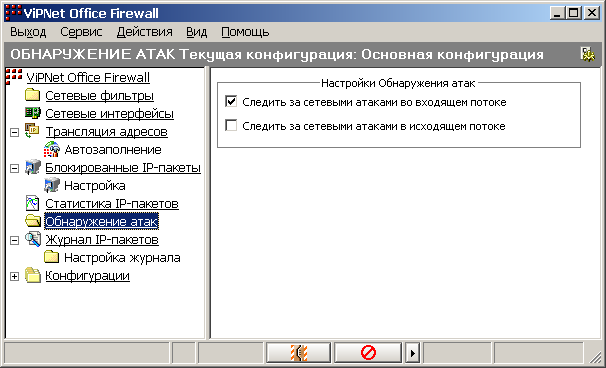 ViPNet Office Firewall
Выход Сервис Действия Вид Помощь
ОБНАРУЖЕНИЕ АТАК Текущая конфигурация: Основная конфигурация
ViPNet Office Firewall
Сетевые фильтры
Сетевые интерфейсы
Трансляция адресов
Автозаполнение
Блокированные IP-пакеты
Настройка
Статистика IP-пакетов
Обнаружение атак
Журнал IP-пакетов
Настройка журнала
Конфигурации
Настройки Обнаружения атак
Следить за сетевыми атаками во входящем потоке
Следить за сетевыми атаками в исходящем потоке